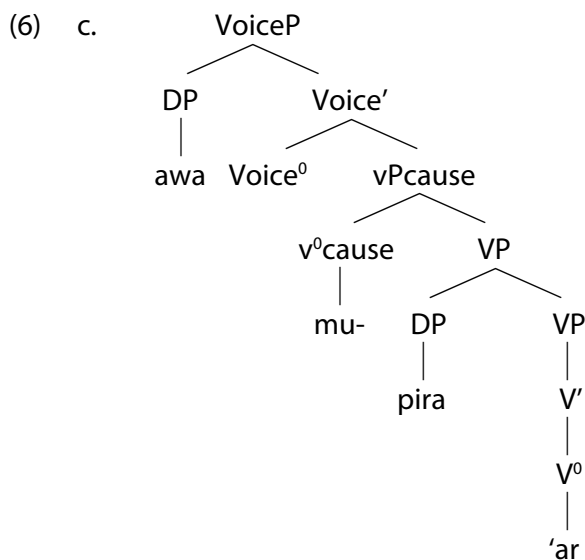 (6) c. VoiceP
DP Voice'
awa Voice⁰ vPcause
v⁰cause VP
mu- DP VP
pira V'
V⁰
‘ar